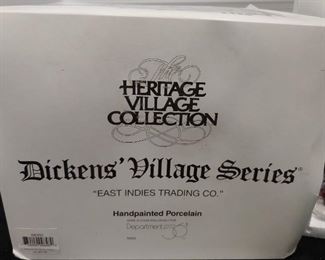 The
HERITAGE
VILLAGE
COLLECTION
Dickens' Village Series®
"EAST INDIES TRADING CO."
Handpainted Porcelain
Department 56